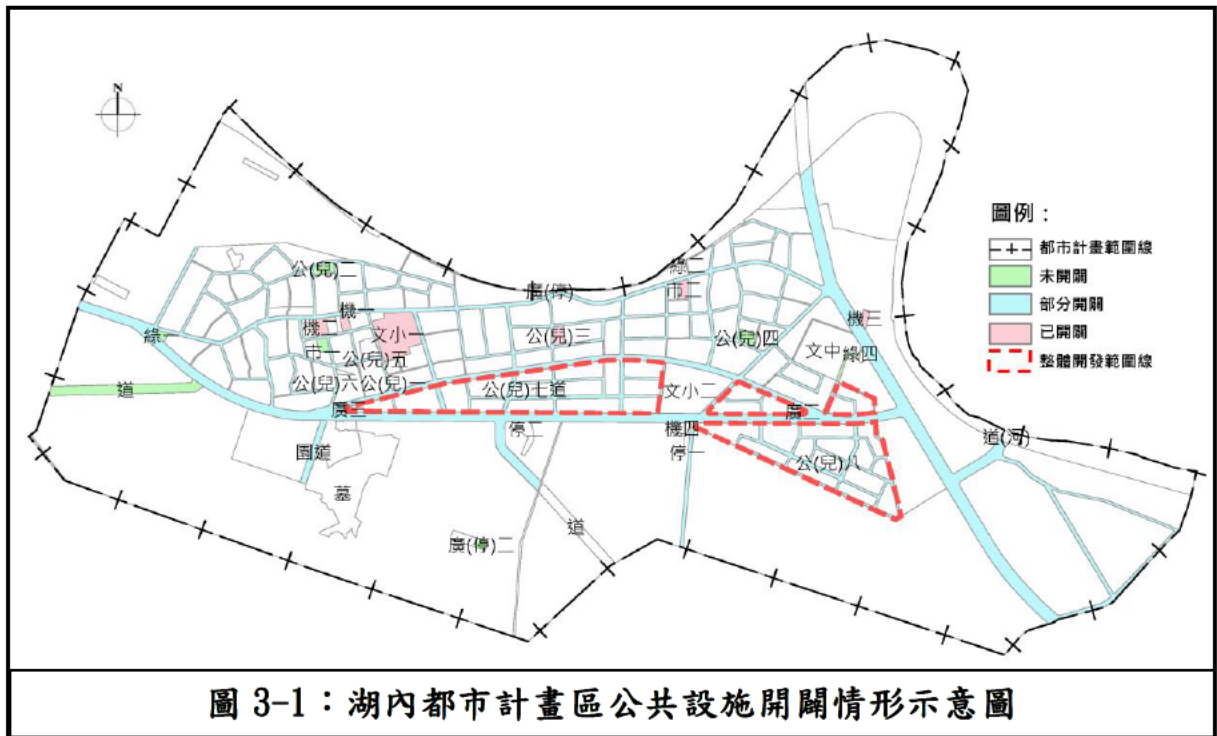 N
圖例：
都市計畫範圍線
未開闢
部分開闢
已開闢
整體開發範圍線
公(兒)二
綠二
市二
廣(停)
機一
機二
文小一
公(兒)三
公(兒)四
機三
綠
市一
公(兒)五
文中
綠四
公(兒)六
公(兒)一
公(兒)七
道
文小二
道
廣三
廣二
停二
機四
道(河)
園道
停一
公(兒)八
墓
道
廣(停)二
圖 3-1：湖內都市計畫區公共設施開闢情形示意圖